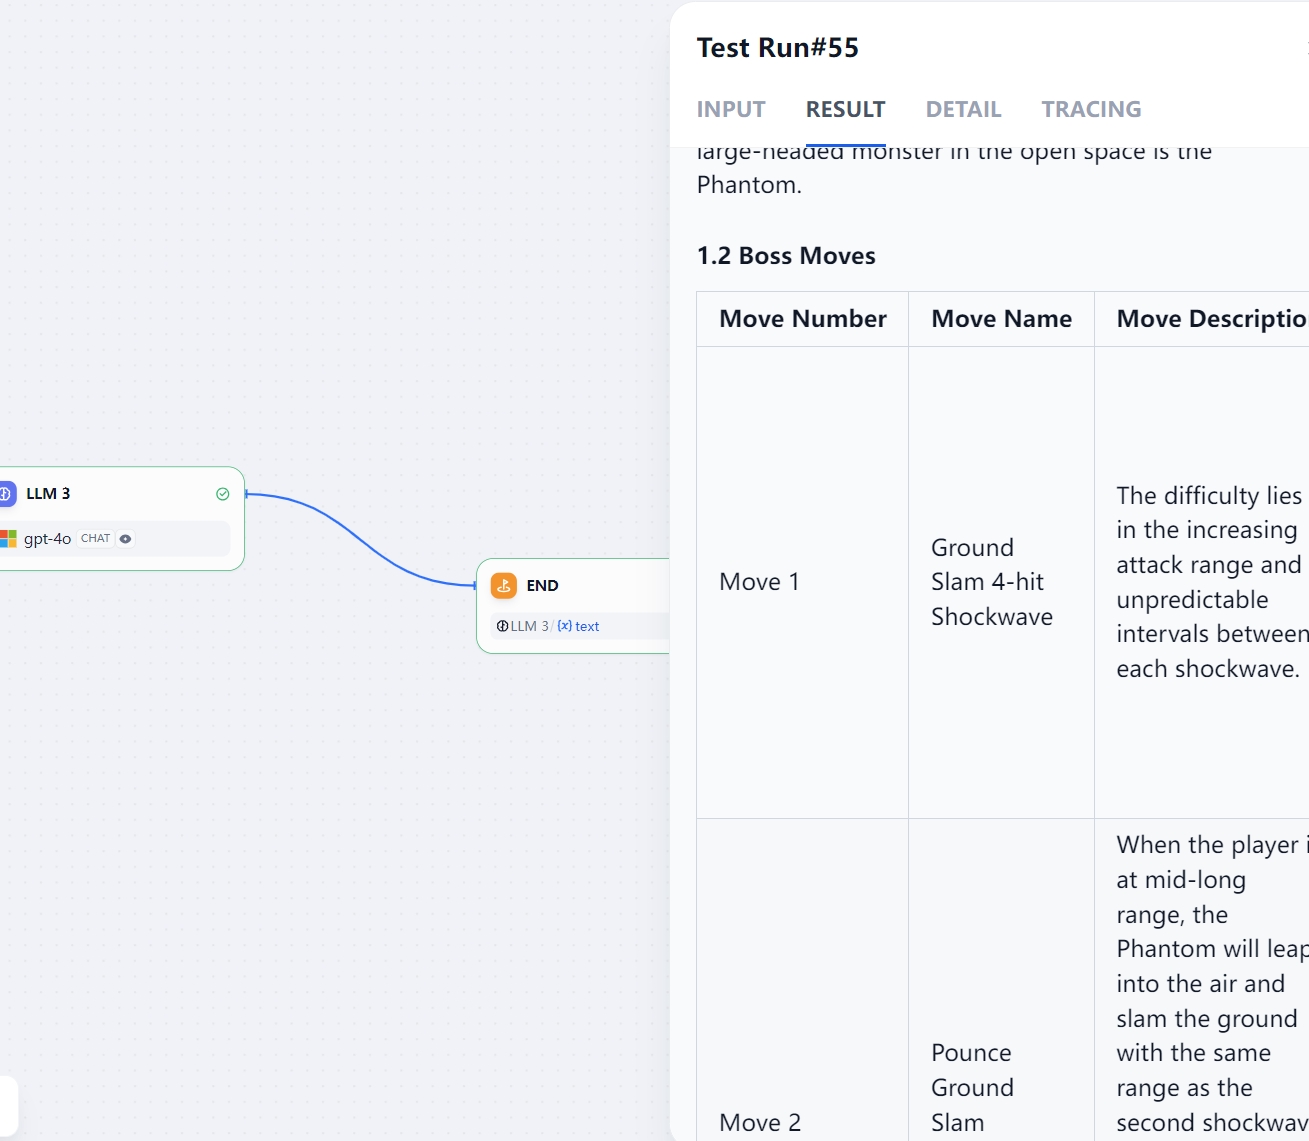 Test Run#55
INPUT RESULT DETAIL TRACING
large-headed monster in the open space is the
Phantom.
1.2 Boss Moves
Move Number Move Name Move Descriptio
Move 1
Ground
Slam 4-hit
Shockwave
The difficulty lies
in the increasing
attack range and
unpredictable
intervals between
each shockwave.
Move 2
Pounce
Ground
Slam
When the player i
at mid-long
range, the
Phantom will leap
into the air and
slam the ground
with the same
range as the
second shockwav
LLM 3
gpt-4o CHAT
END
LLM 3 / {x} text